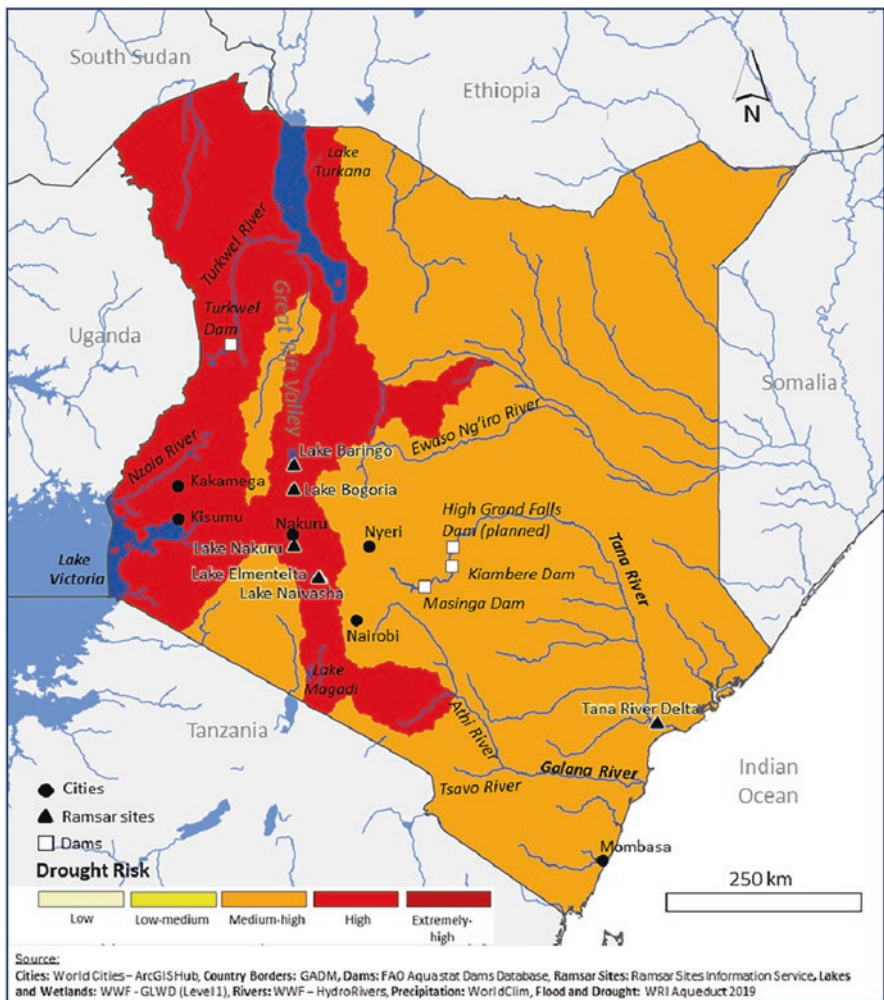 South Sudan
Ethiopia
N
Lake
Turkana
Turkwel River
Turkwel
Dam
Great Rift Valley
Uganda
Somalia
Ewaso Ng'iro River
Nzoia River
Lake Baringo
Kakamega
Lake Bogoria
Kisumu
Nakuru
Nyeri
High Grand Falls
Dam (planned)
Lake
Victoria
Lake Nakuru
Lake Elmenteita
Lake Naivasha
Kiambere Dam
Masinga Dam
Tana
River
Nairobi
Lake
Magadi
Athi River
Tana River Delta
Tanzania
Galana River
Tsavo River
Indian
Ocean
Mombasa
Cities
Ramsar sites
Dams
Drought Risk
Low
Low-medium
Medium-high
High
Extremely-
high
250 km
Source:
Cities: World Cities – ArcGISHub, Country Borders: GADM, Dams: FAO Aquastat Dams Database, Ramsar Sites: Ramsar Sites Information Service, Lakes
and Wetlands: WWF - GLWD (Level 1), Rivers: WWF – HydroRivers, Precipitation: WorldClim, Flood and Drought: WRI Aqueduct 2019